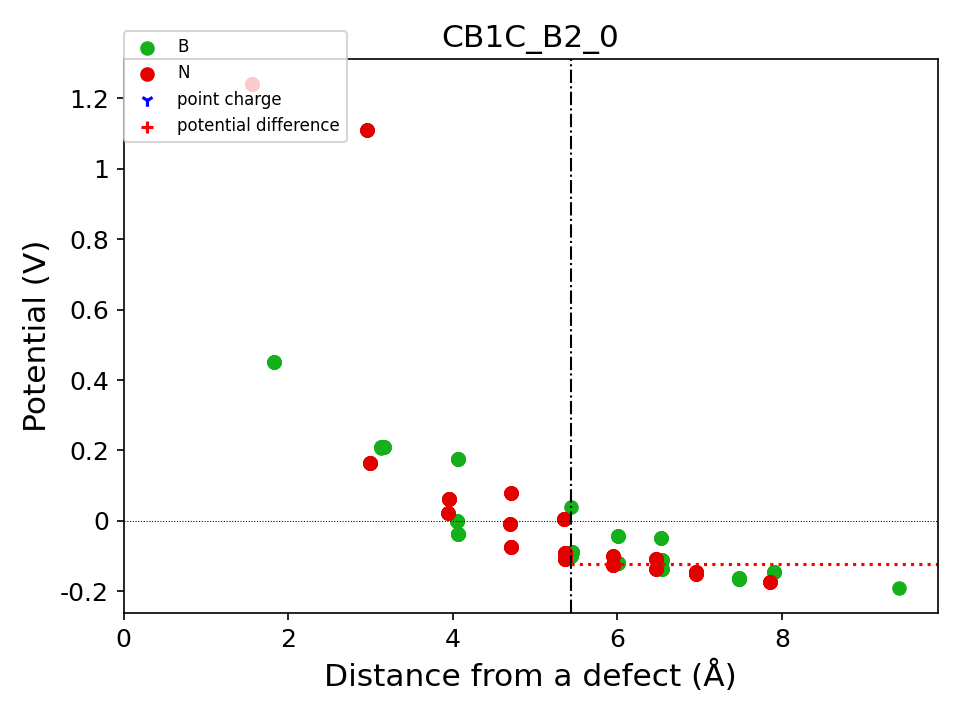 CB1C_B2_0
B
N
point charge
potential difference
1.2
1
0.8
0.6
0.4
0.2
0
-0.2
Potential (V)
0 2 4 6 8
Distance from a defect (Å)